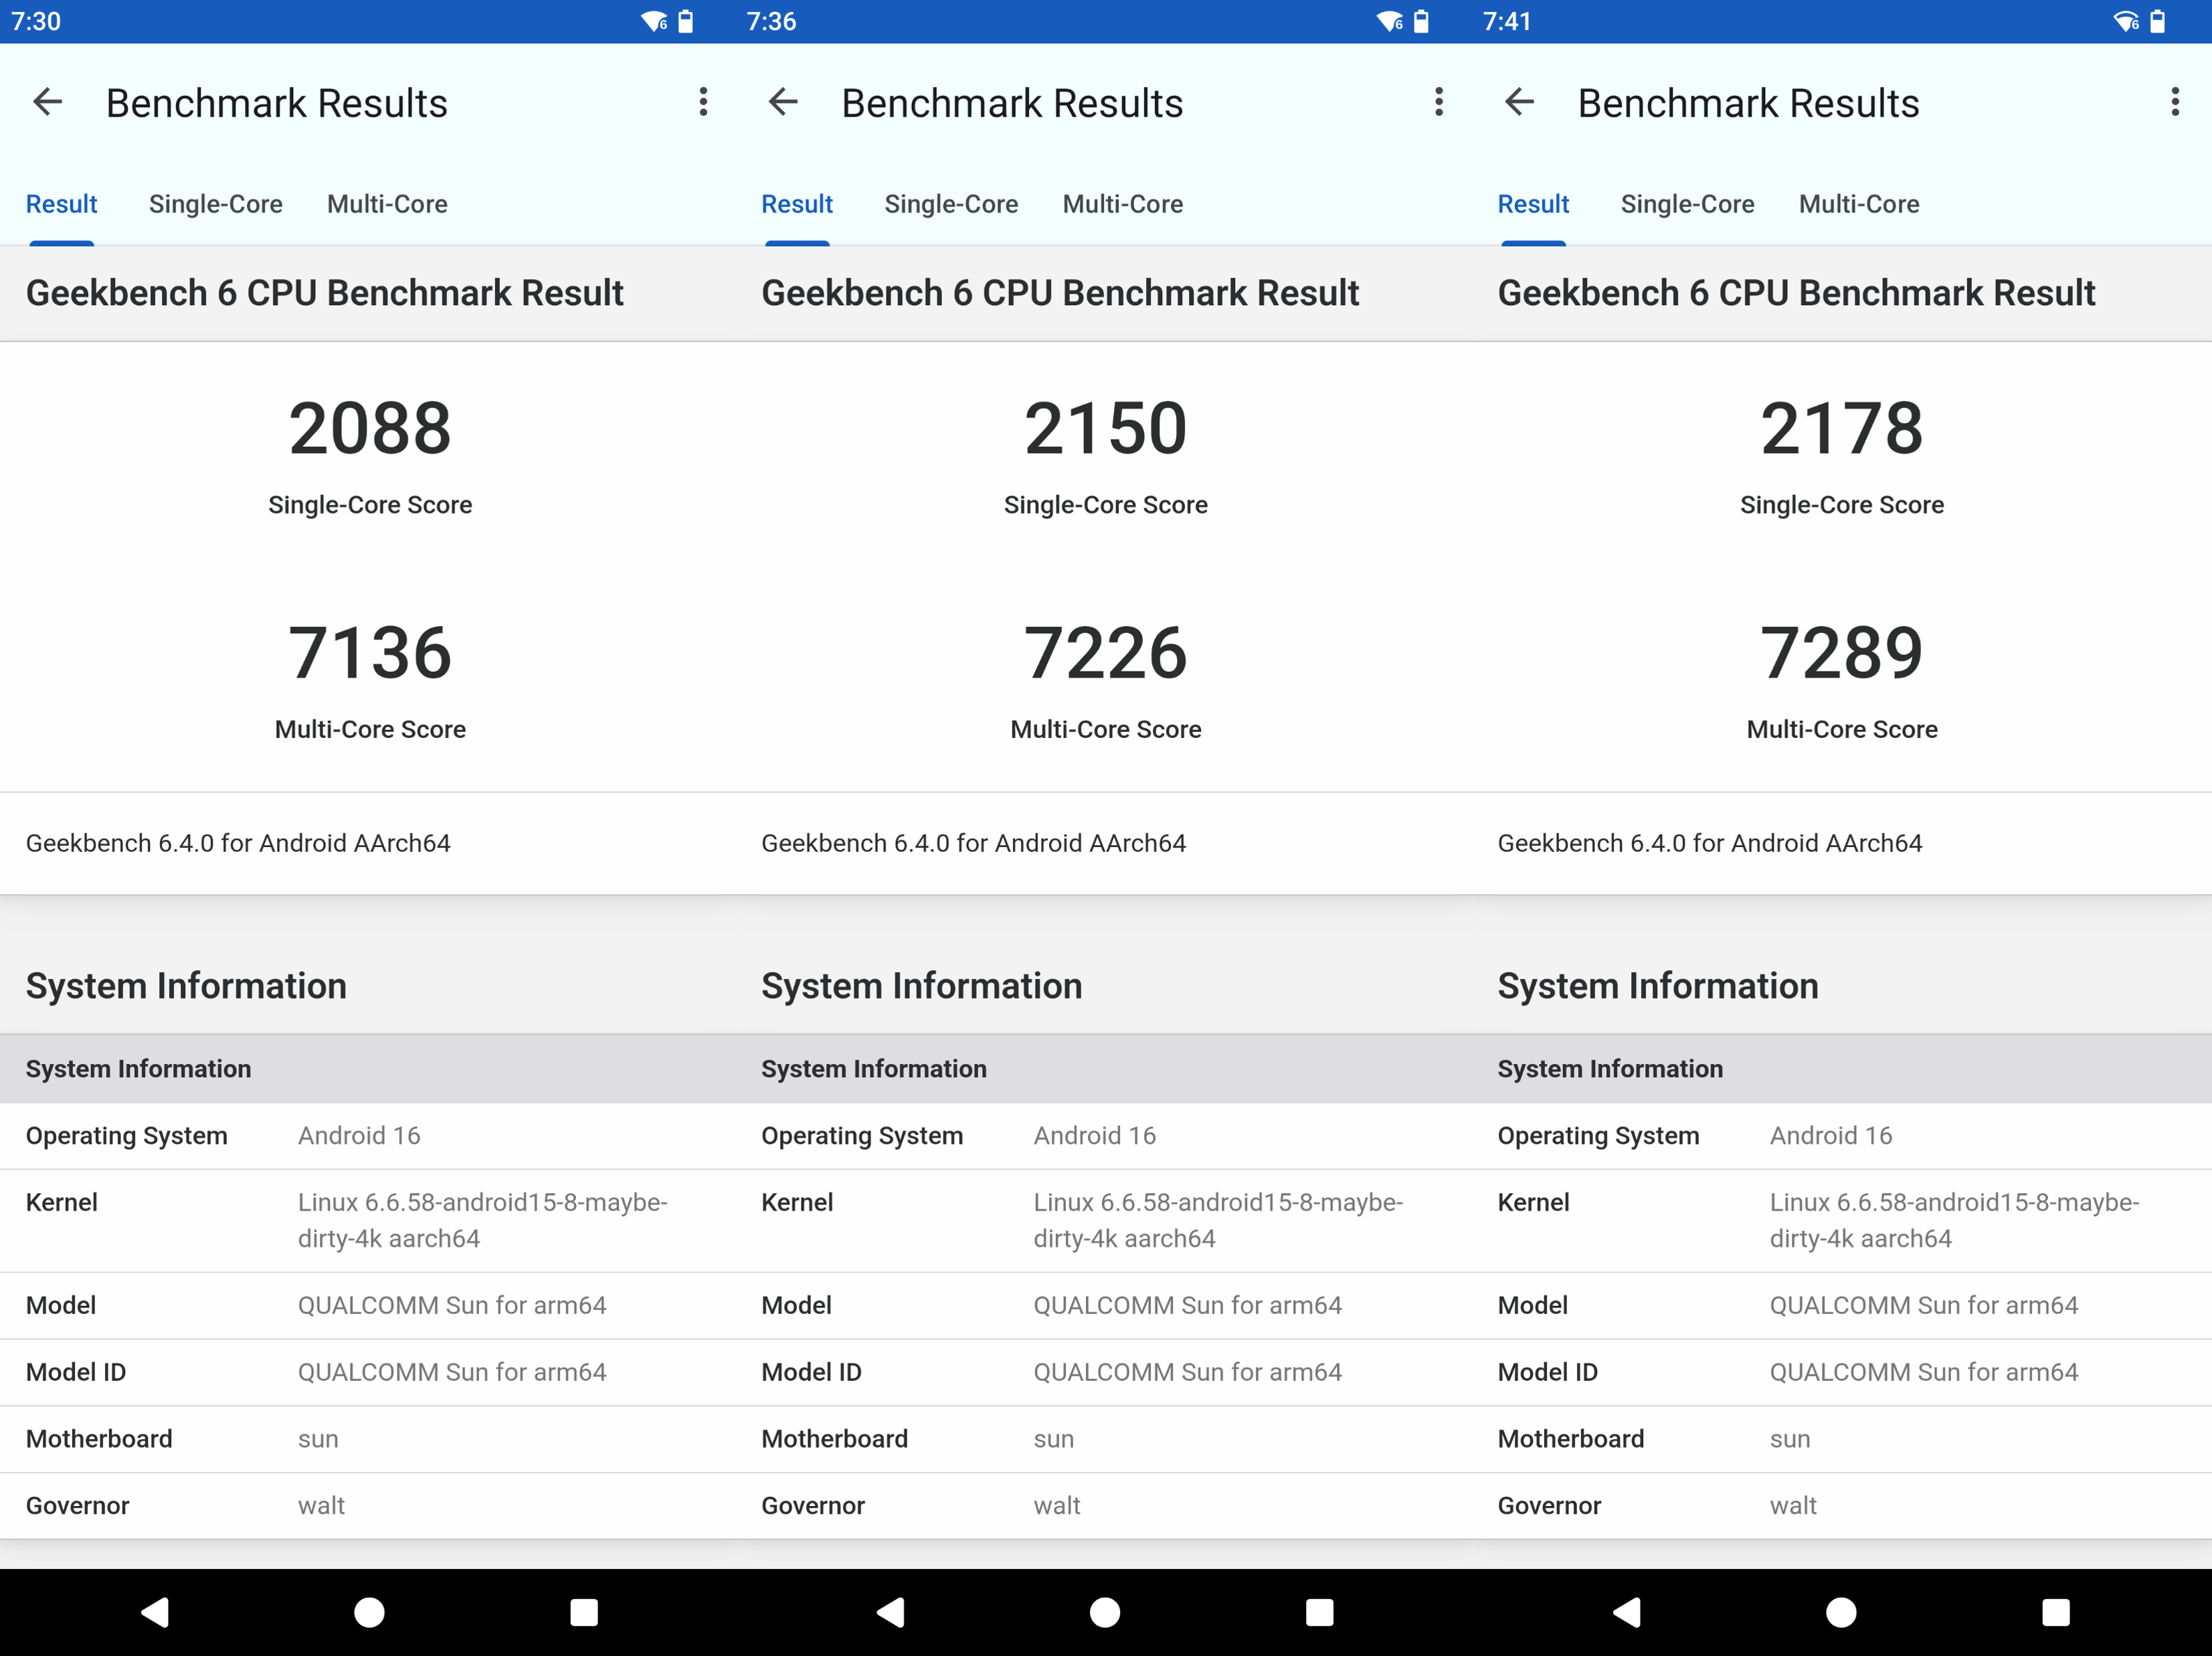 7:30
Benchmark Results
Result Single-Core Multi-Core
Geekbench 6 CPU Benchmark Result
2088
Single-Core Score
7136
Multi-Core Score
Geekbench 6.4.0 for Android AArch64
System Information
System Information
Operating System Android 16
Kernel Linux 6.6.58-android15-8-maybe-
dirty-4k aarch64
Model QUALCOMM Sun for arm64
Model ID QUALCOMM Sun for arm64
Motherboard sun
Governor walt
7:36
Benchmark Results
Result Single-Core Multi-Core
Geekbench 6 CPU Benchmark Result
2150
Single-Core Score
7226
Multi-Core Score
Geekbench 6.4.0 for Android AArch64
System Information
System Information
Operating System Android 16
Kernel Linux 6.6.58-android15-8-maybe-
dirty-4k aarch64
Model QUALCOMM Sun for arm64
Model ID QUALCOMM Sun for arm64
Motherboard sun
Governor walt
7:41
Benchmark Results
Result Single-Core Multi-Core
Geekbench 6 CPU Benchmark Result
2178
Single-Core Score
7289
Multi-Core Score
Geekbench 6.4.0 for Android AArch64
System Information
System Information
Operating System Android 16
Kernel Linux 6.6.58-android15-8-maybe-
dirty-4k aarch64
Model QUALCOMM Sun for arm64
Model ID QUALCOMM Sun for arm64
Motherboard sun
Governor walt